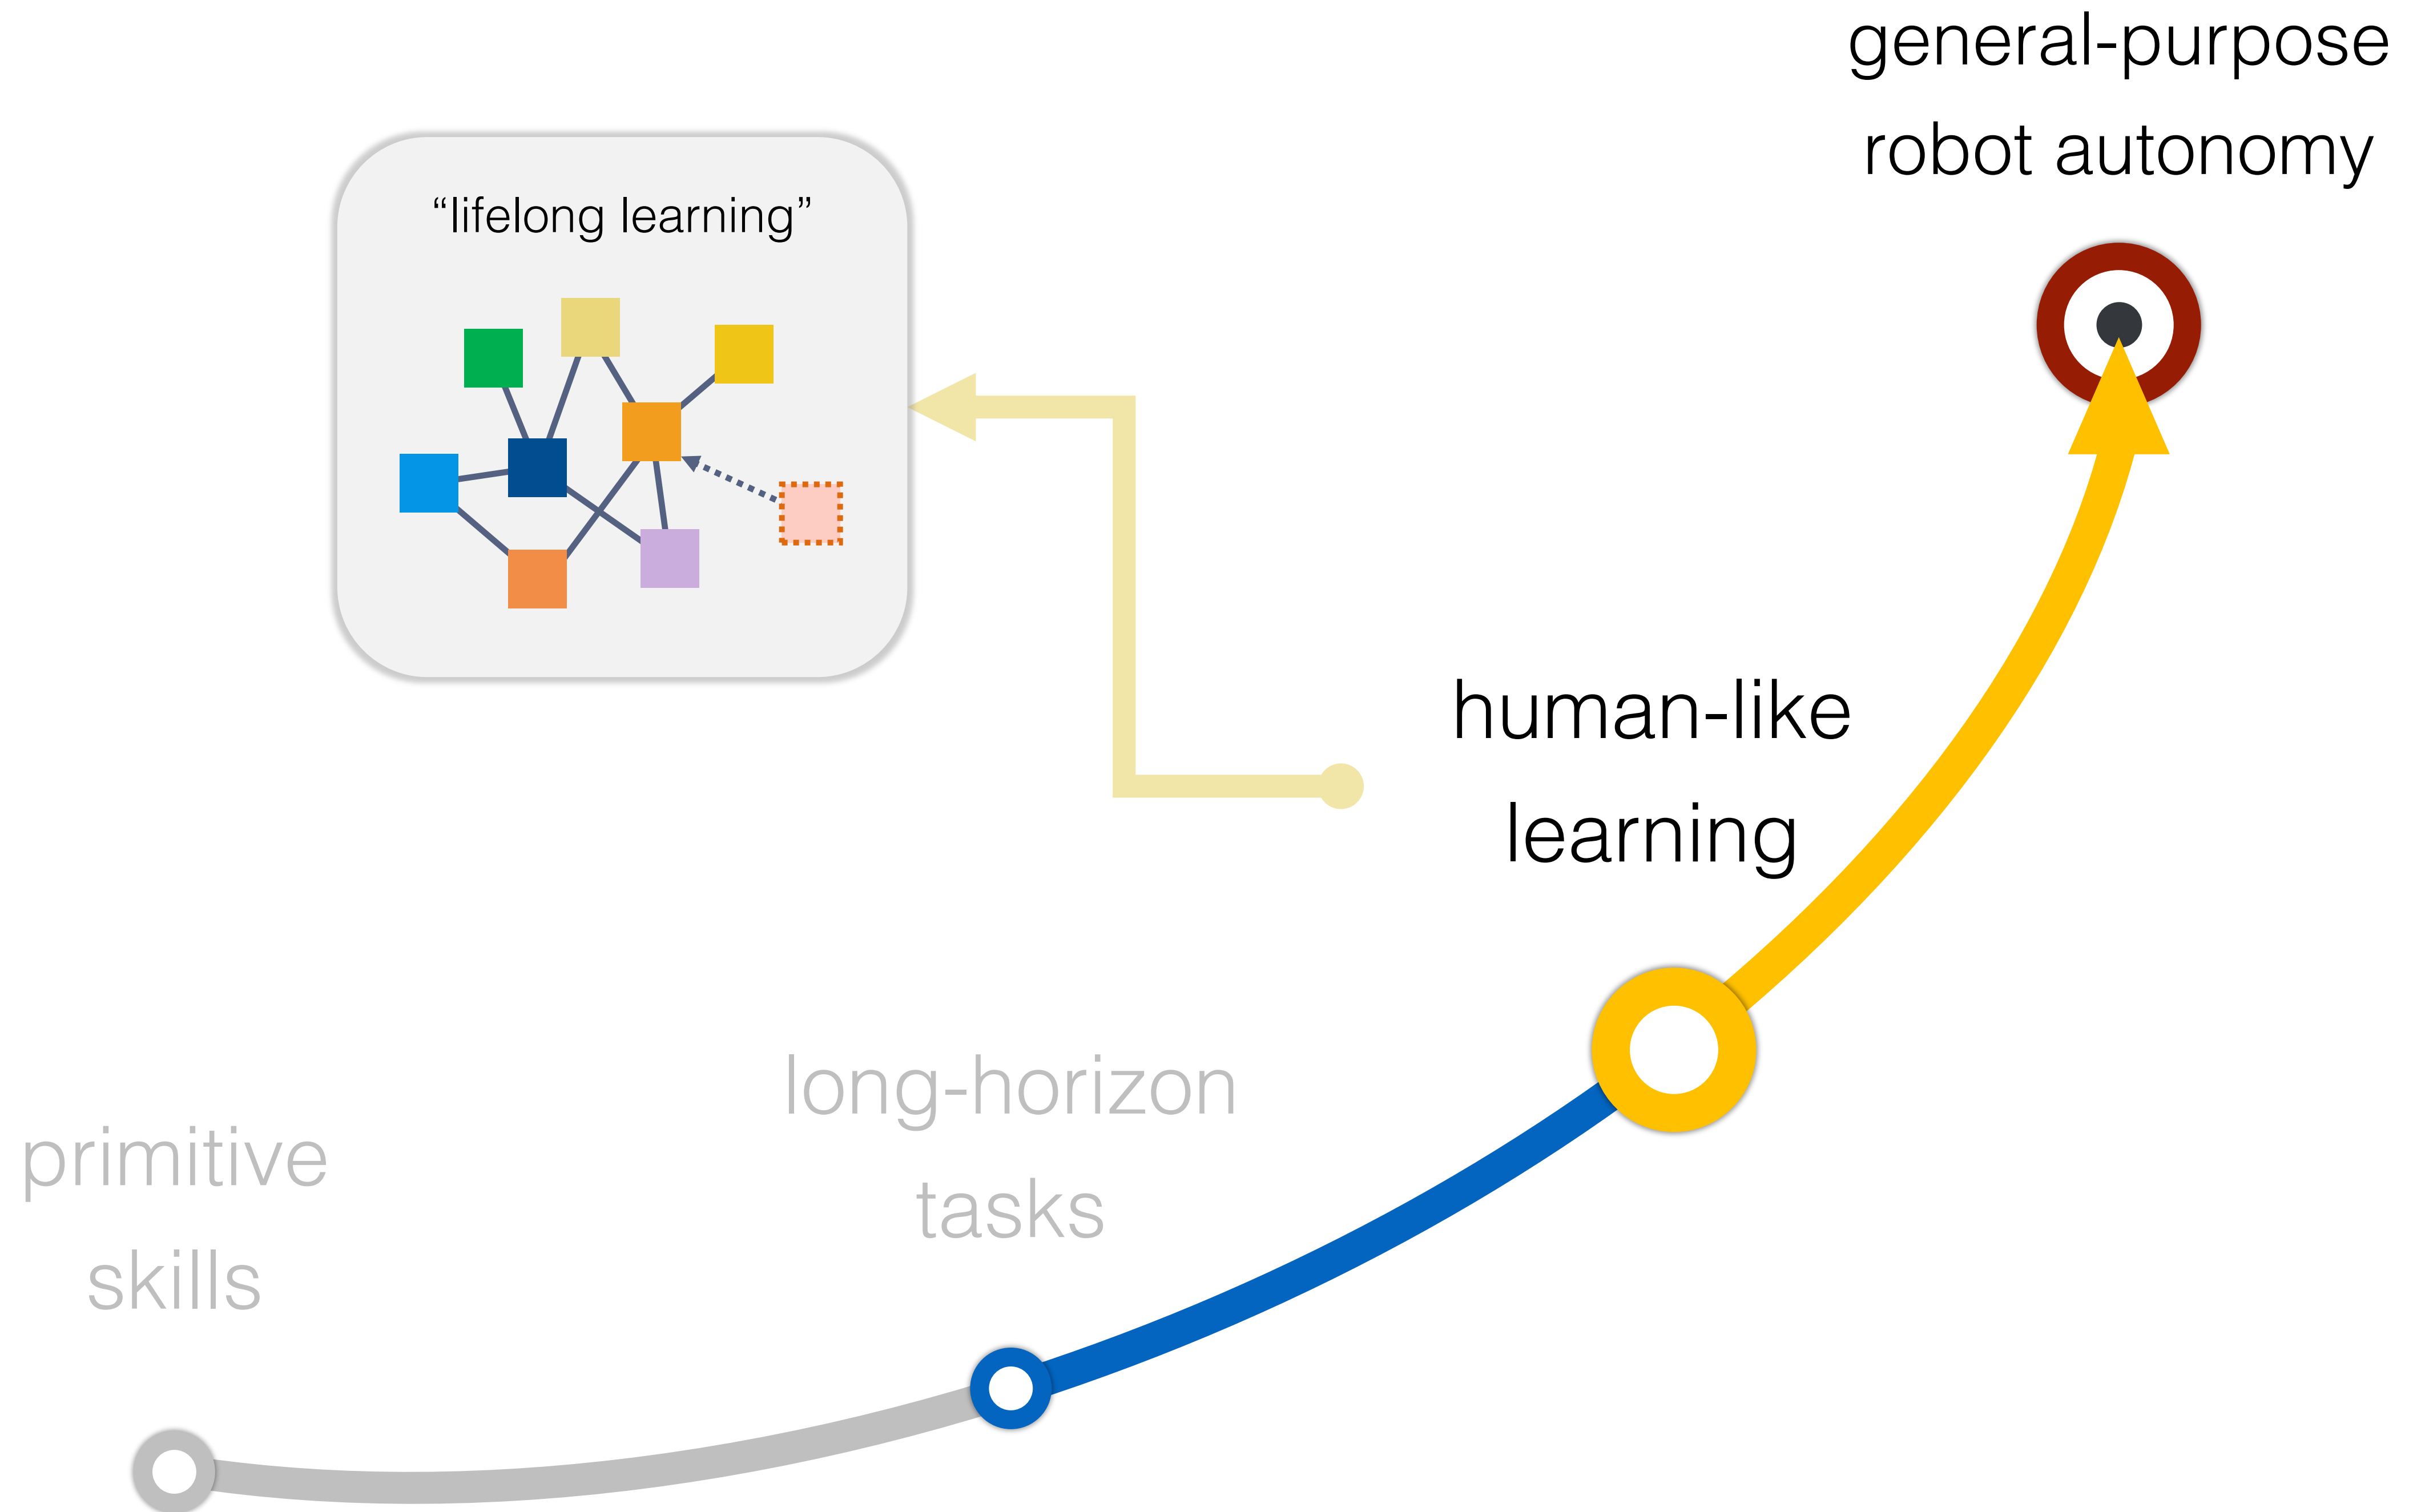 general-purpose
robot autonomy
“lifelong learning”
human-like
learning
long-horizon
tasks
primitive
skills